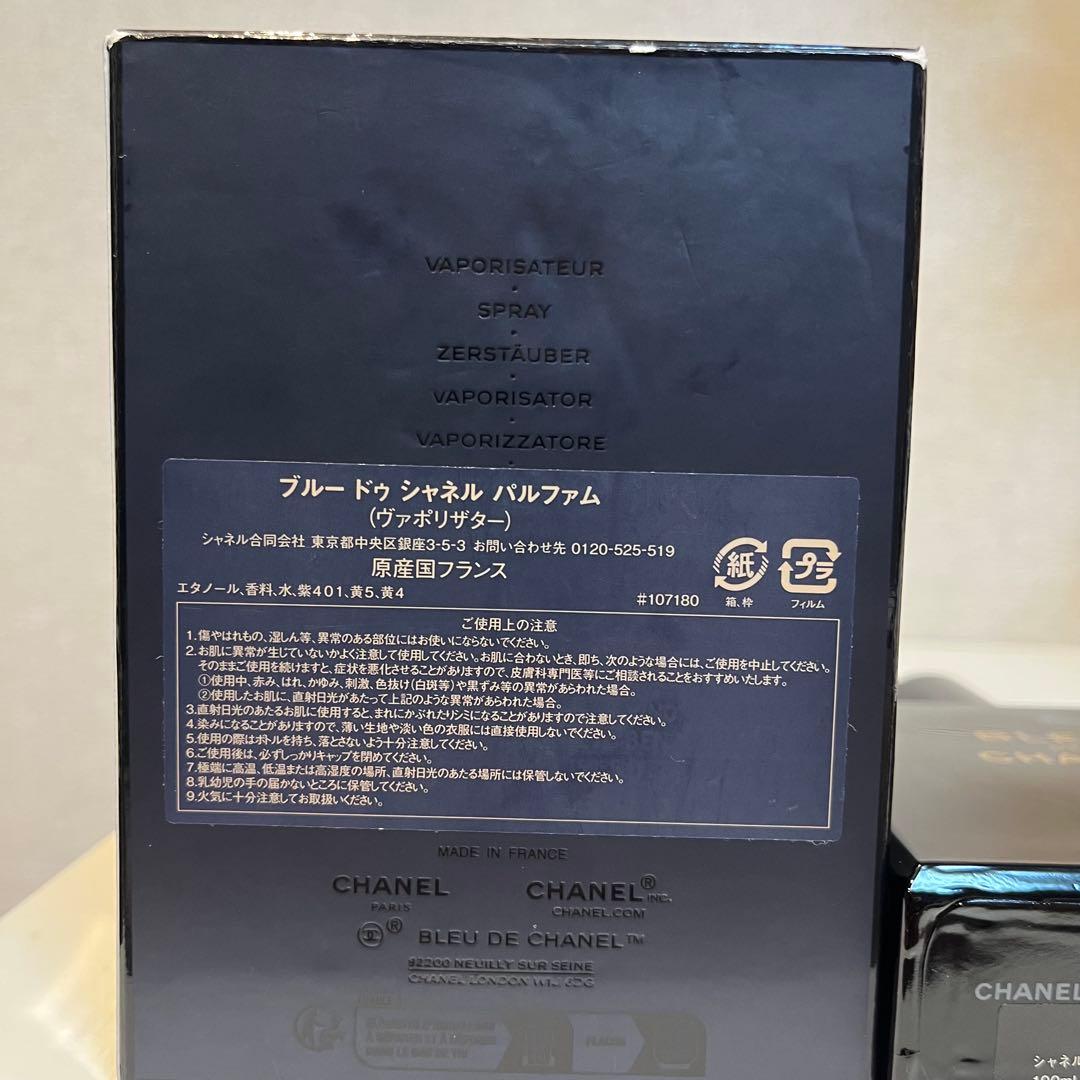 VAPORISATEUR
SPRAY
ZERSTÄUBER
VAPORISATOR
VAPORIZZATORE
ブルー ドゥ シャネル パルファム
(ヴァポリザター)
シャネル合同会社 東京都中央区銀座3-5-3 お問い合わせ先 0120-525-519
原産国フランス
エタノール、香料、水、紫401、黄5、黄4
#107180
紙
箱、枠
プラ
フィルム
ご使用上の注意
1.傷やはれもの、湿しん等、異常のある部位にはお使いにならないでください。
2.お肌に異常が生じていないかよく注意して使用してください。お肌に合わないとき、即ち、次のような場合には、ご使用を中止してください。
そのままご使用を続けますと、症状を悪化させることがありますので、皮膚科専門医等にご相談されることをおすすめいたします。
①使用中、赤み、はれ、かゆみ、刺激、色抜け(白斑等)や黒ずみ等の異常があらわれた場合。
②使用したお肌に、直射日光があたって上記のような異常があらわれた場合。
3.直射日光のあたるお肌に使用すると、まれにかぶれたりシミになることがありますので注意してください。
4.染みになることがありますので、薄い生地や淡い色の衣服には直接使用しないでください。
5.使用の際はボトルを持ち、落とさないよう十分注意してください。
6.ご使用後は、必ずしっかりキャップを閉めてください。
7.極端に高温、低温または高湿度の場所、直射日光のあたる場所には保管しないでください。
8.乳幼児の手の届かないところに保管してください。
9.火気に十分注意してお取扱いください。
MADE IN FRANCE
CHANEL
PARIS
CHANEL® INC.
CHANEL.COM
® BLEU DE CHANEL™
92200 NEUILLY SUR SEINE
CHANEL LONDON W1J 6DG
DANS LE BAC DE TRI
FLACON
BLE
CHA
CHANEL
シャネル
100ml